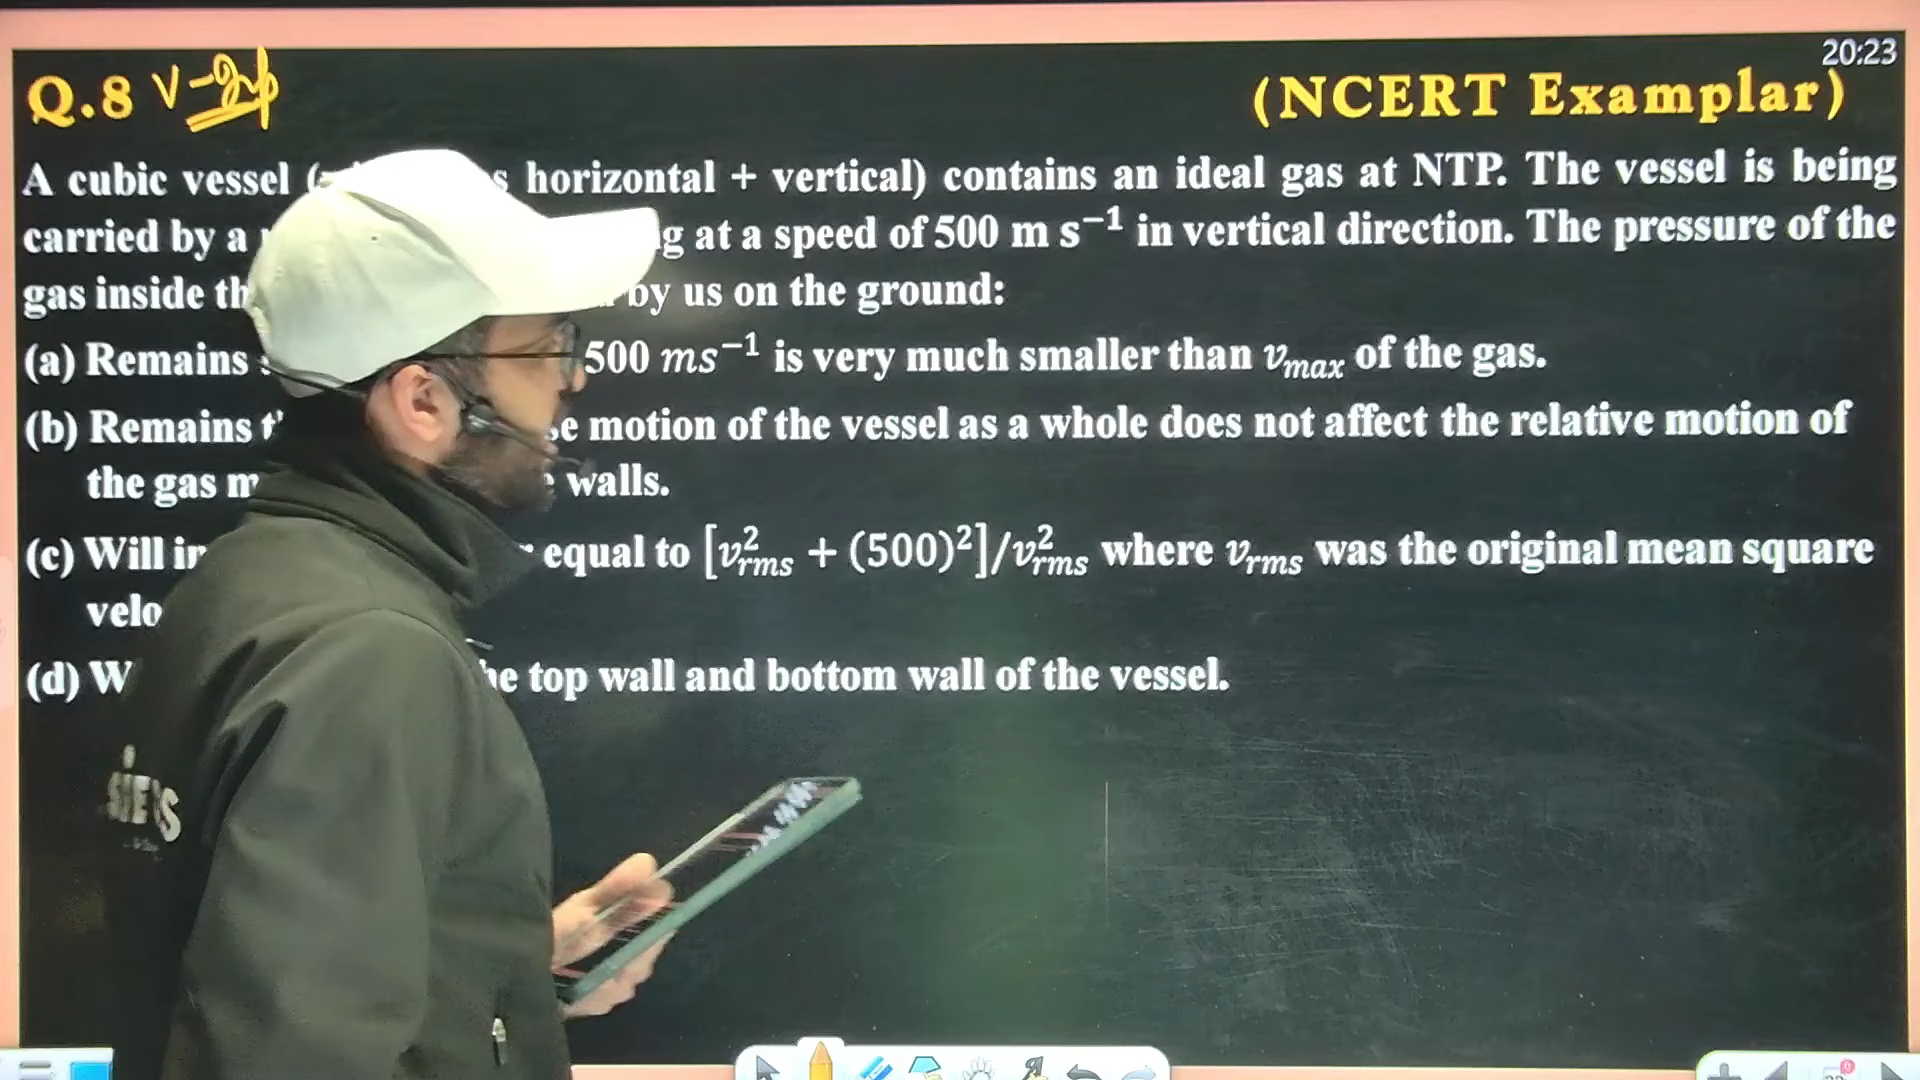 20:23
Q.8 V-Imp
(NCERT Examplar)
A cubic vessel horizontal + vertical) contains an ideal gas at NTP. The vessel is being
carried by a at a speed of 500 m s⁻¹ in vertical direction. The pressure of the
gas inside by us on the ground:
(a) Remains 500 ms⁻¹ is very much smaller than vₘₐₓ of the gas.
(b) Remains motion of the vessel as a whole does not affect the relative motion of
the gas walls.
(c) Will equal to [v²rms + (500)²]/v²rms where vrms was the original mean square
(d) top wall and bottom wall of the vessel.